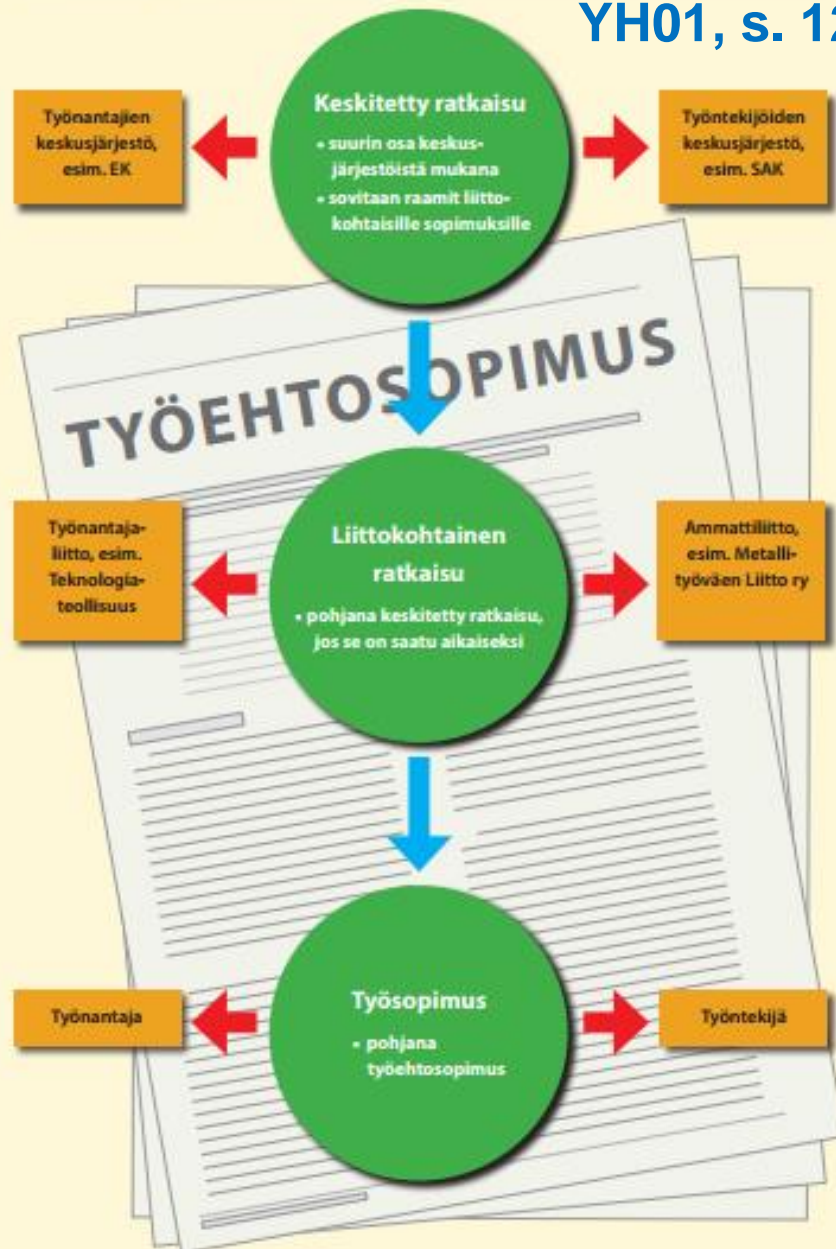 YH01, s. 12
Keskitetty ratkaisu
• suurin osa keskus-
järjestöistä mukana
• sovitaan raamit liitto-
kohtaisille sopimuksille
Työnantajien
keskusjärjestö,
esim. EK
Työntekijöiden
keskusjärjestö,
esim. SAK
TYÖEHTOSOPIMUS
Liittokohtainen
ratkaisu
• pohjana keskitetty ratkaisu,
jos se on saatu aikaiseksi
Työnantaja-
liitto, esim.
Teknologia-
teollisuus
Ammattiliitto,
esim. Metalli-
työväen Liitto ry
Työsopimus
• pohjana
työehtosopimus
Työnantaja
Työntekijä